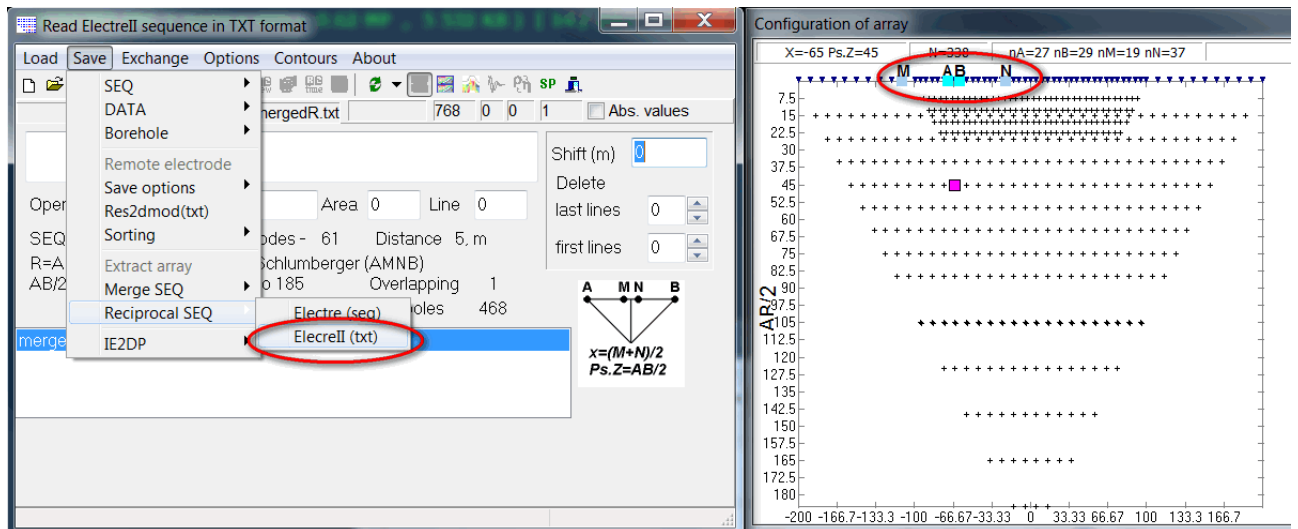 Read ElectreII sequence in TXT format
Load Save Exchange Options Contours About
SP
mergedR.txt 768 0 0 1 Abs. values
SEQ
DATA
Borehole
Remote electrode
Save options
Res2dmod(txt)
Sorting
Extract array
Merge SEQ
Reciprocal SEQ
IE2DP
Electre (seq)
ElecreII (txt)
Shift (m) 0
Delete
last lines 0
first lines 0
Area 0 Line 0
SEQ odes - 61 Distance 5, m
R=A Schlumberger (AMNB)
AB/2 o 185 Overlapping 1
oles 468
merge
A M N B
x=(M+N)/2
Ps.Z=AB/2
Configuration of array
X=-65 Ps.Z=45 N=338 nA=27 nB=29 nM=19 nN=37
M AB N
7.5
15
22.5
30
37.5
45
52.5
60
67.5
75
82.5
90
97.5
105
112.5
120
127.5
135
142.5
150
157.5
165
172.5
180
AB/2
-200 -166.7 -133.3 -100 -66.67 -33.33 0 33.33 66.67 100 133.3 166.7